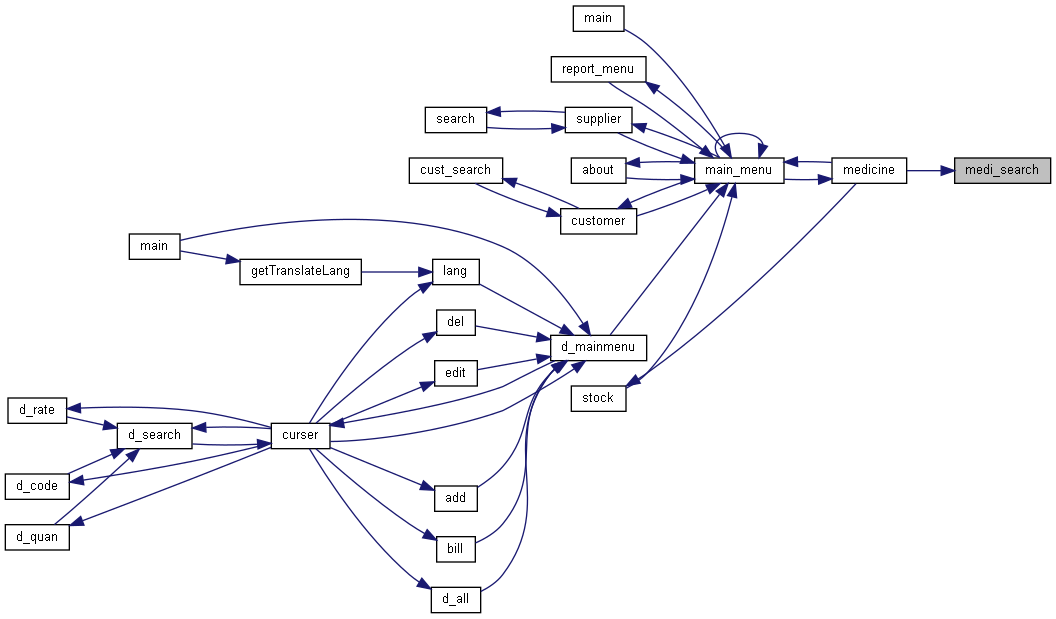 main
report_menu
search
supplier
cust_search
about
main_menu
medicine
medi_search
customer
main
getTranslateLang
lang
del
d_mainmenu
edit
stock
d_rate
d_search
curser
d_code
add
d_quan
bill
d_all